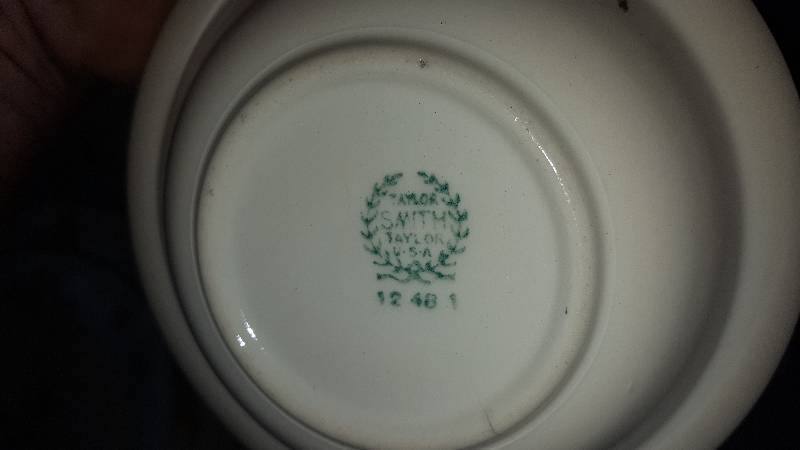 TAYLOR
SMITH
TAYLOR
U·S·A
12 48 1